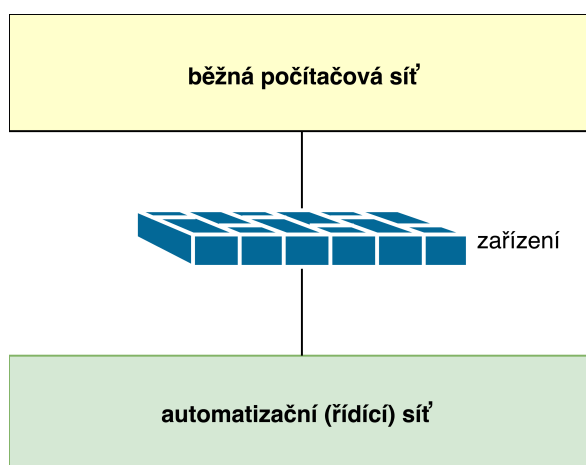 běžná počítačová síť
zařízení
automatizační (řídící) síť